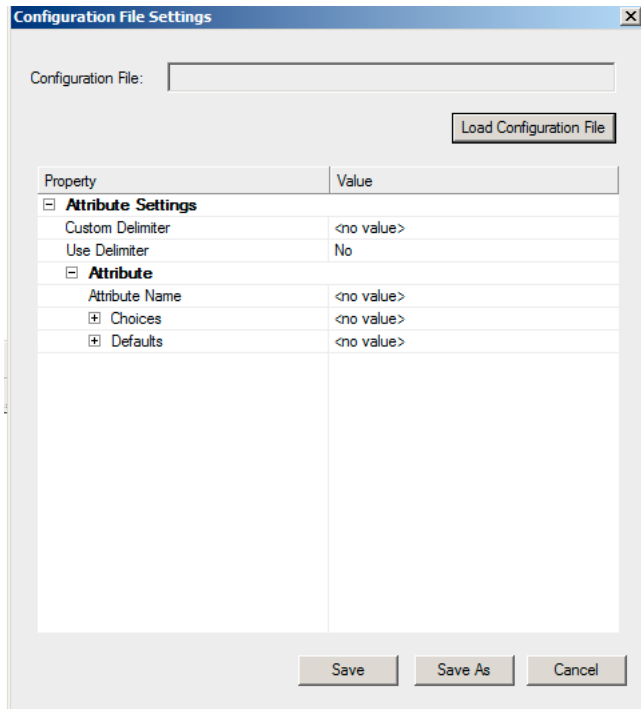 Configuration File Settings
Configuration File:
Load Configuration File
Property Value
Attribute Settings
Custom Delimiter <no value>
Use Delimiter No
Attribute
Attribute Name <no value>
Choices <no value>
Defaults <no value>
Save Save As Cancel